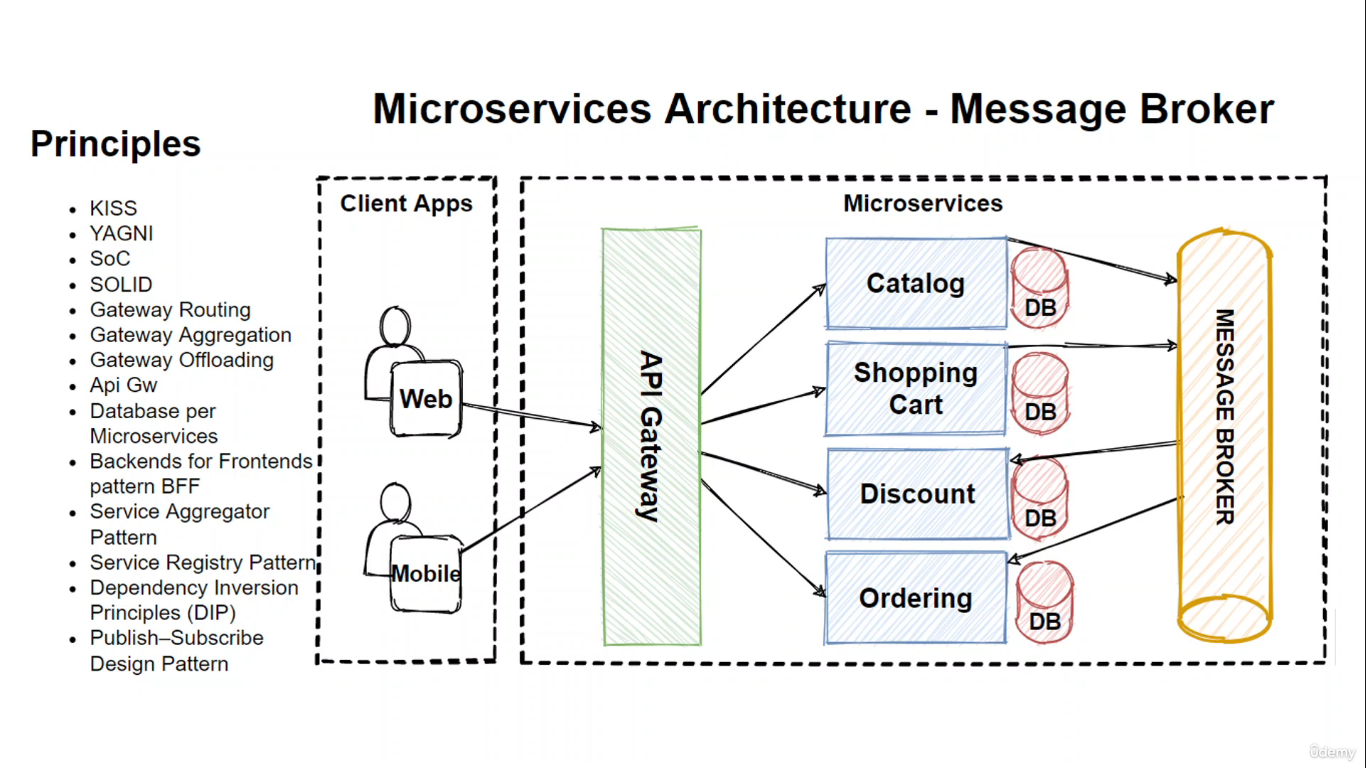 Microservices Architecture - Message Broker
Principles
KISS
YAGNI
SoC
SOLID
Gateway Routing
Gateway Aggregation
Gateway Offloading
Api Gw
Database per
Microservices
Backends for Frontends
pattern BFF
Service Aggregator
Pattern
Service Registry Pattern
Dependency Inversion
Principles (DIP)
Publish–Subscribe
Design Pattern
Client Apps
Web
Mobile
Microservices
API Gateway
Catalog
DB
Shopping
Cart
DB
Discount
DB
Ordering
DB
MESSAGE BROKER
ûdemy